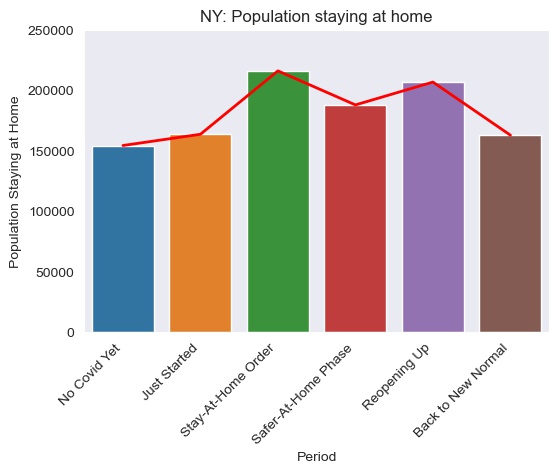 NY: Population staying at home
250000
200000
150000
100000
50000
0
Population Staying at Home
No Covid Yet
Just Started
Stay-At-Home Order
Safer-At-Home Phase
Reopening Up
Back to New Normal
Period